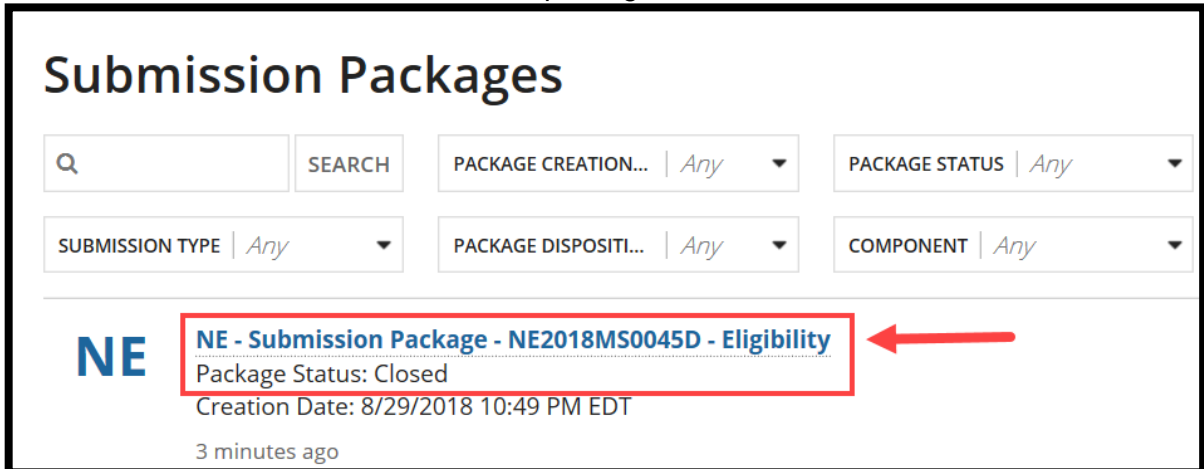 Submission Packages
SEARCH
PACKAGE CREATION... | Any
PACKAGE STATUS | Any
SUBMISSION TYPE | Any
PACKAGE DISPOSITI... | Any
COMPONENT | Any
NE
NE - Submission Package - NE2018MS0045D - Eligibility
Package Status: Closed
Creation Date: 8/29/2018 10:49 PM EDT
3 minutes ago